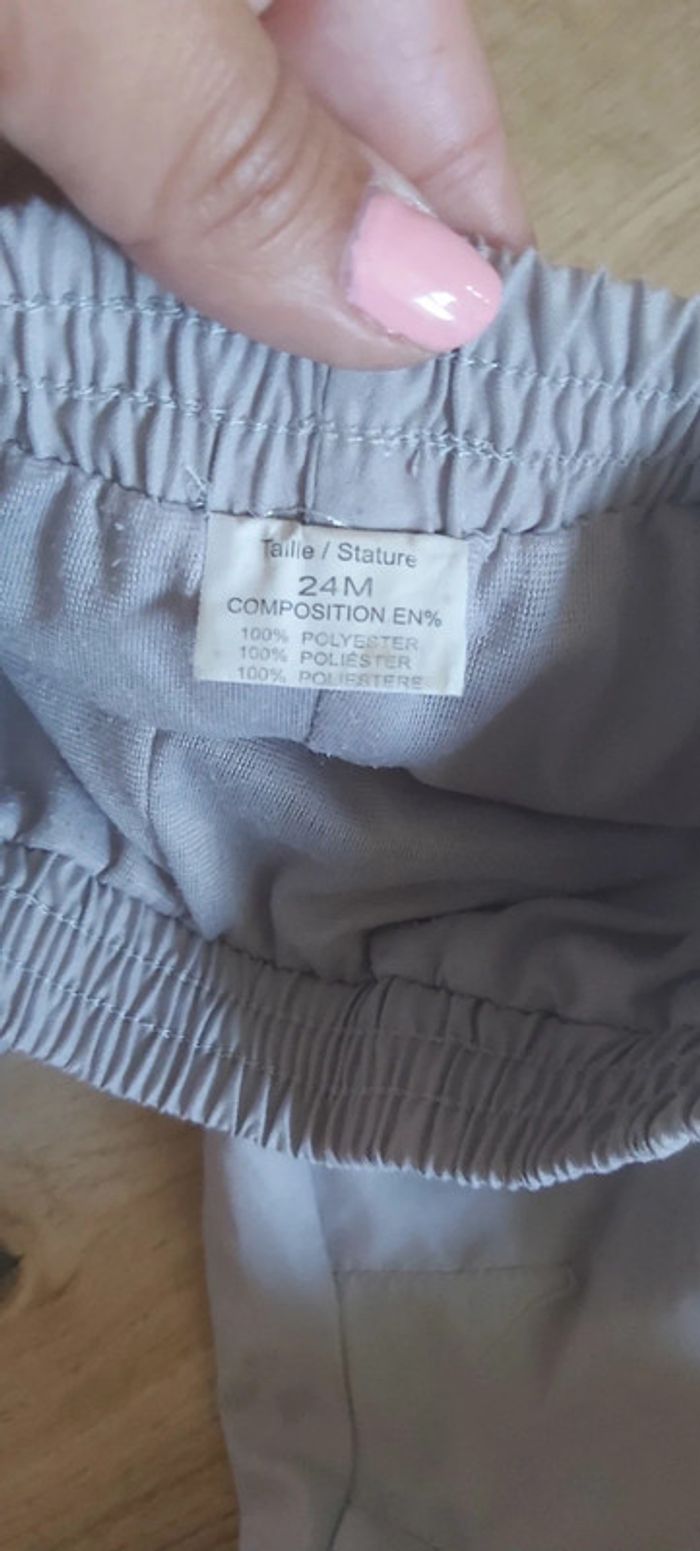 Taille / Stature
24M
COMPOSITION EN%
100% POLYESTER
100% POLIÉSTER
100% POLIESTERE